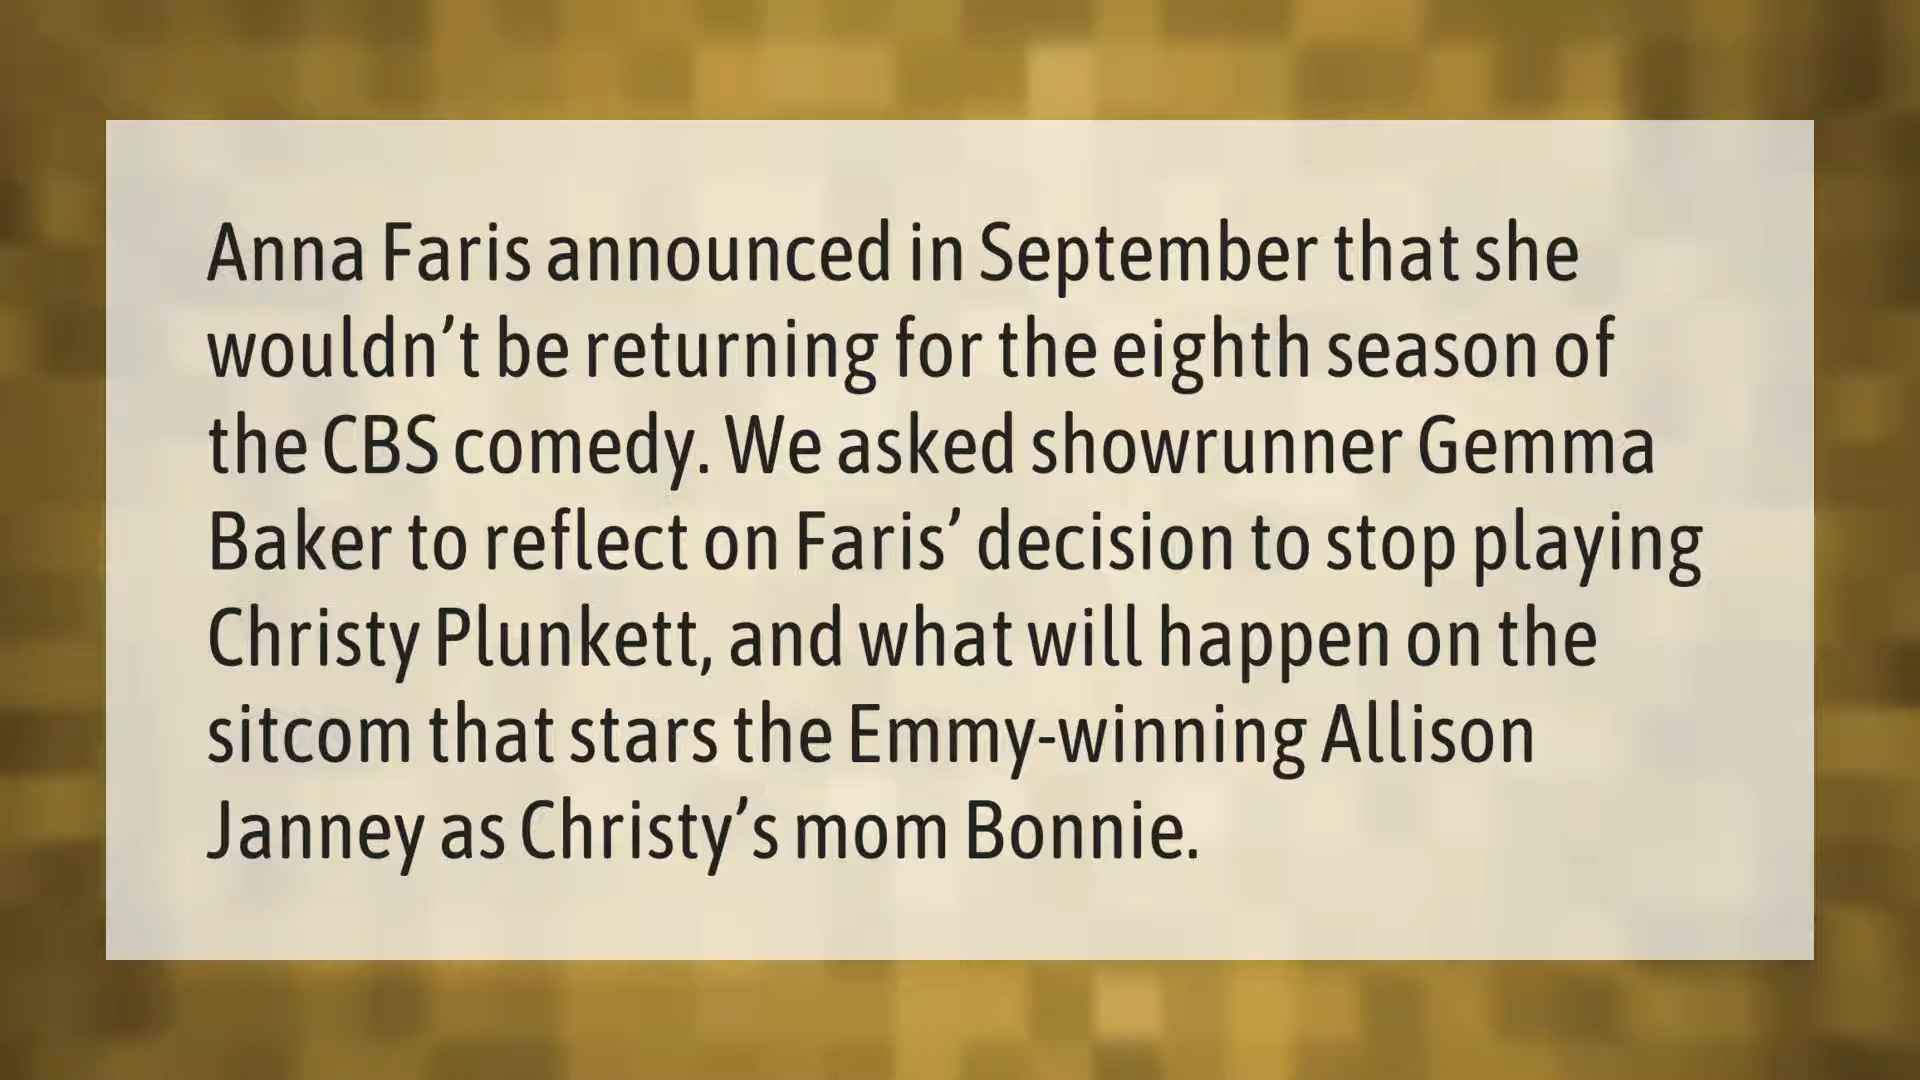 Anna Faris announced in September that she
wouldn’t be returning for the eighth season of
the CBS comedy. We asked showrunner Gemma
Baker to reflect on Faris’ decision to stop playing
Christy Plunkett, and what will happen on the
sitcom that stars the Emmy-winning Allison
Janney as Christy’s mom Bonnie.